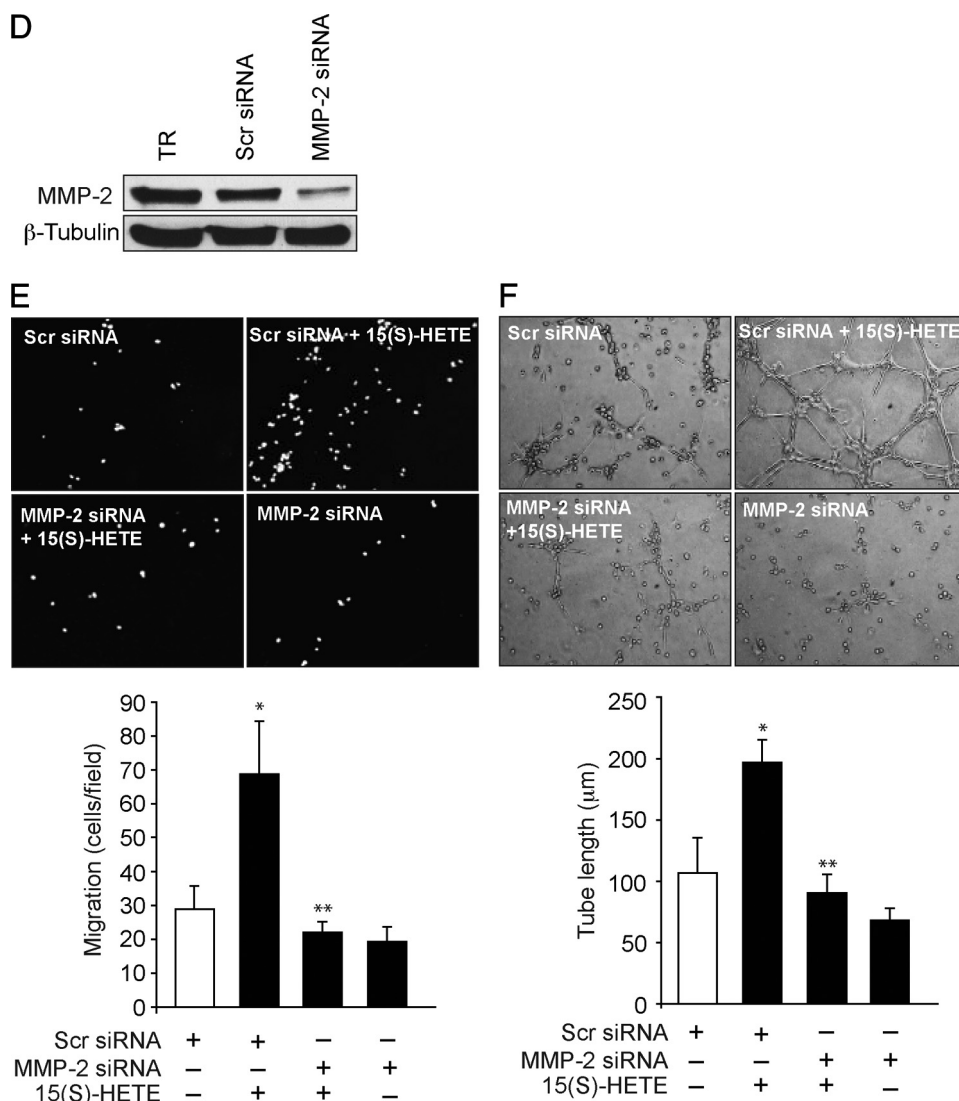 D
TR
Scr siRNA
MMP-2 siRNA
MMP-2
β-Tubulin
E
Scr siRNA
Scr siRNA + 15(S)-HETE
MMP-2 siRNA
+ 15(S)-HETE
MMP-2 siRNA
Migration (cells/field)
90
80
70
60
50
40
30
20
10
0
*
**
Scr siRNA + + – –
MMP-2 siRNA – – + +
15(S)-HETE – + + –
F
Scr siRNA
Scr siRNA + 15(S)-HETE
MMP-2 siRNA
+15(S)-HETE
MMP-2 siRNA
Tube length (μm)
250
200
150
100
50
0
*
**
Scr siRNA + + – –
MMP-2 siRNA – – + +
15(S)-HETE – + + –